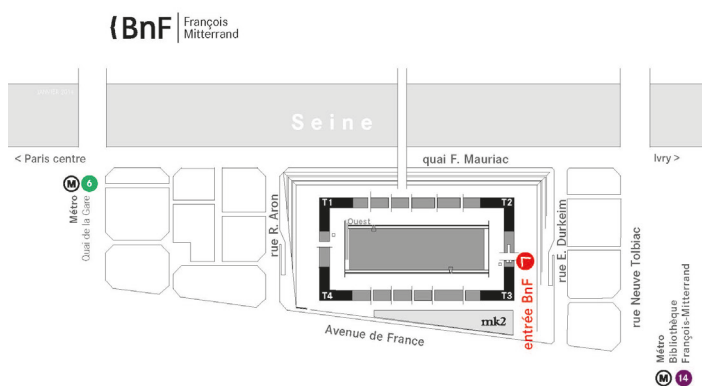 BnF
François
Mitterrand
Seine
< Paris centre
quai F. Mauriac
Ivry >
M 6
Métro
Quai de la Gare
rue R. Aron
T1
T2
Ouest
T4
T3
entrée BnF
rue E. Durkeim
rue Neuve Tolbiac
mk2
Avenue de France
Métro
Bibliothèque
François-Mitterrand
M 14